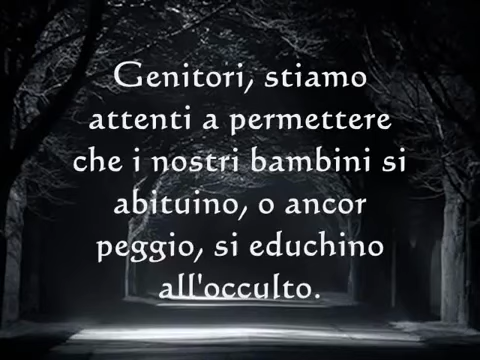 Genitori, stiamo
attenti a permettere
che i nostri bambini si
abituino, o ancor
peggio, si educhino
all'occulto.